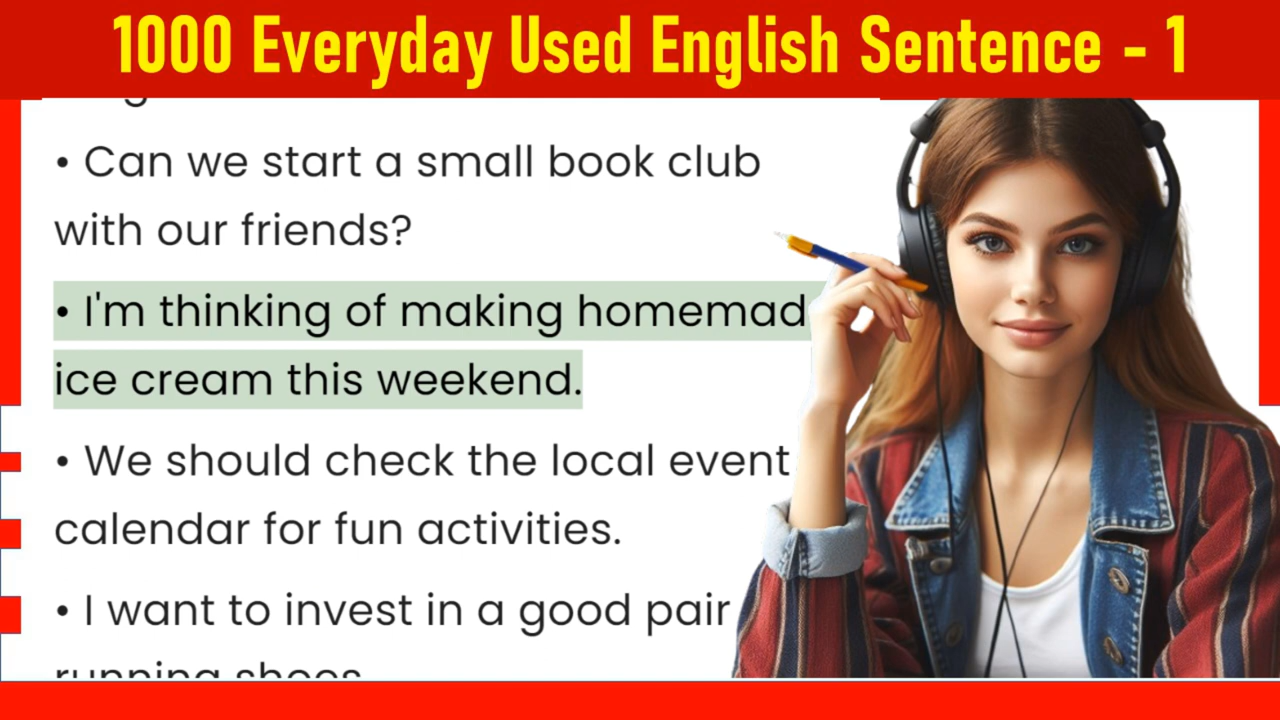 1000 Everyday Used English Sentence - 1
• Can we start a small book club
with our friends?
• I'm thinking of making homemad
ice cream this weekend.
• We should check the local event
calendar for fun activities.
• I want to invest in a good pair
running shoes